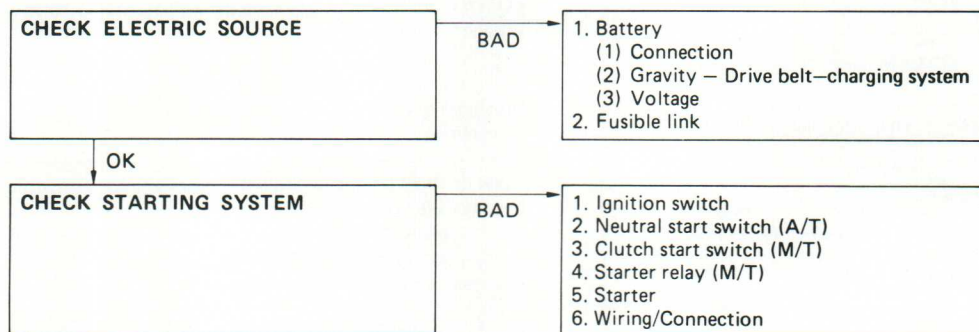 CHECK ELECTRIC SOURCE
BAD
1. Battery
(1) Connection
(2) Gravity — Drive belt—charging system
(3) Voltage
2. Fusible link
OK
CHECK STARTING SYSTEM
BAD
1. Ignition switch
2. Neutral start switch (A/T)
3. Clutch start switch (M/T)
4. Starter relay (M/T)
5. Starter
6. Wiring/Connection